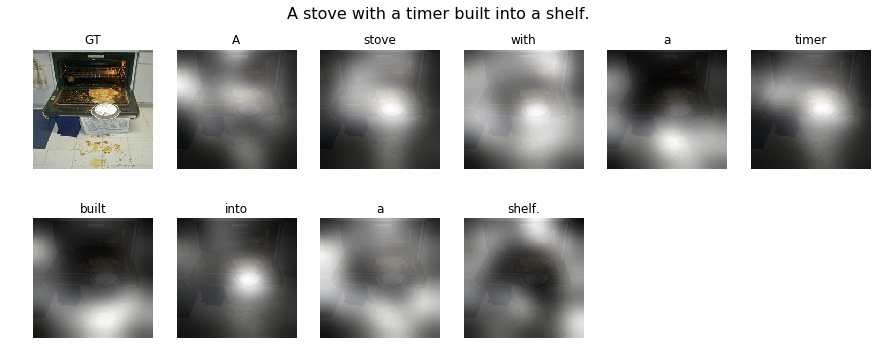 A stove with a timer built into a shelf.
GT A stove with a timer
built into a shelf.